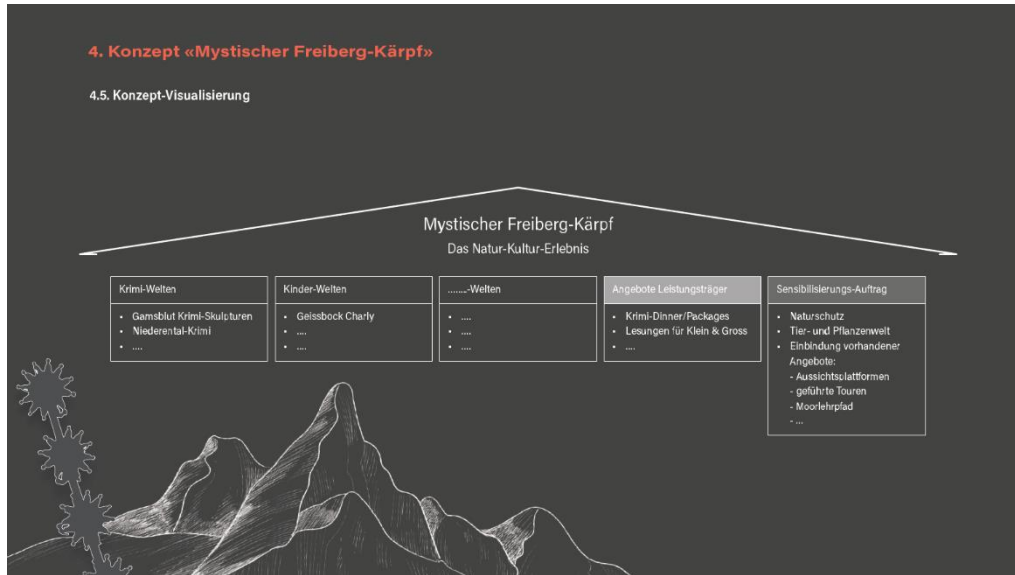 4. Konzept «Mystischer Freiberg-Kärpf»
4.5. Konzept-Visualisierung
Mystischer Freiberg-Kärpf
Das Natur-Kultur-Erlebnis
Krimi-Welten
• Gamsblut Krimi-Skulpturen
• Niederental-Krimi
• ....
Kinder-Welten
• Geissbock Charly
• ....
• ....
.......-Welten
• ....
• ....
• ....
Angebote Leistungsträger
• Krimi-Dinner/Packages
• Lesungen für Klein & Gross
• ....
Sensibilisierungs-Auftrag
• Naturschutz
• Tier- und Pflanzenwelt
• Einbindung vorhandener
Angebote:
- Aussichtsplattformen
- geführte Touren
- Moorlehrpfad
- ...